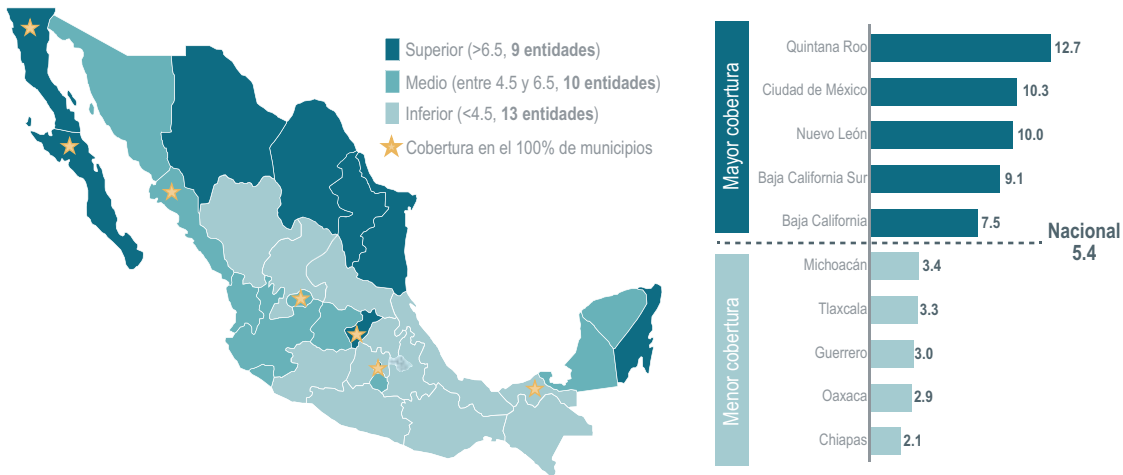 Superior (>6.5, 9 entidades)
Medio (entre 4.5 y 6.5, 10 entidades)
Inferior (<4.5, 13 entidades)
Cobertura en el 100% de municipios
Mayor cobertura
Quintana Roo 12.7
Ciudad de México 10.3
Nuevo León 10.0
Baja California Sur 9.1
Baja California 7.5
Nacional
5.4
Menor cobertura
Michoacán 3.4
Tlaxcala 3.3
Guerrero 3.0
Oaxaca 2.9
Chiapas 2.1